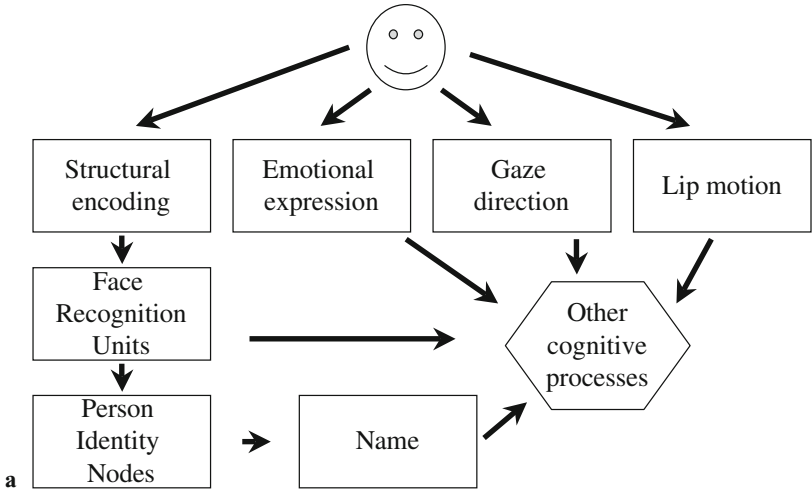 Structural
encoding
Emotional
expression
Gaze
direction
Lip motion
Face
Recognition
Units
Other
cognitive
processes
Person
Identity
Nodes
Name
a